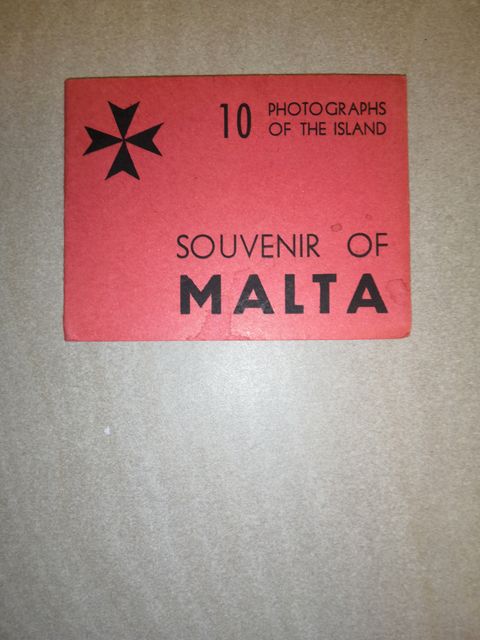 10 PHOTOGRAPHS
OF THE ISLAND
SOUVENIR OF
MALTA